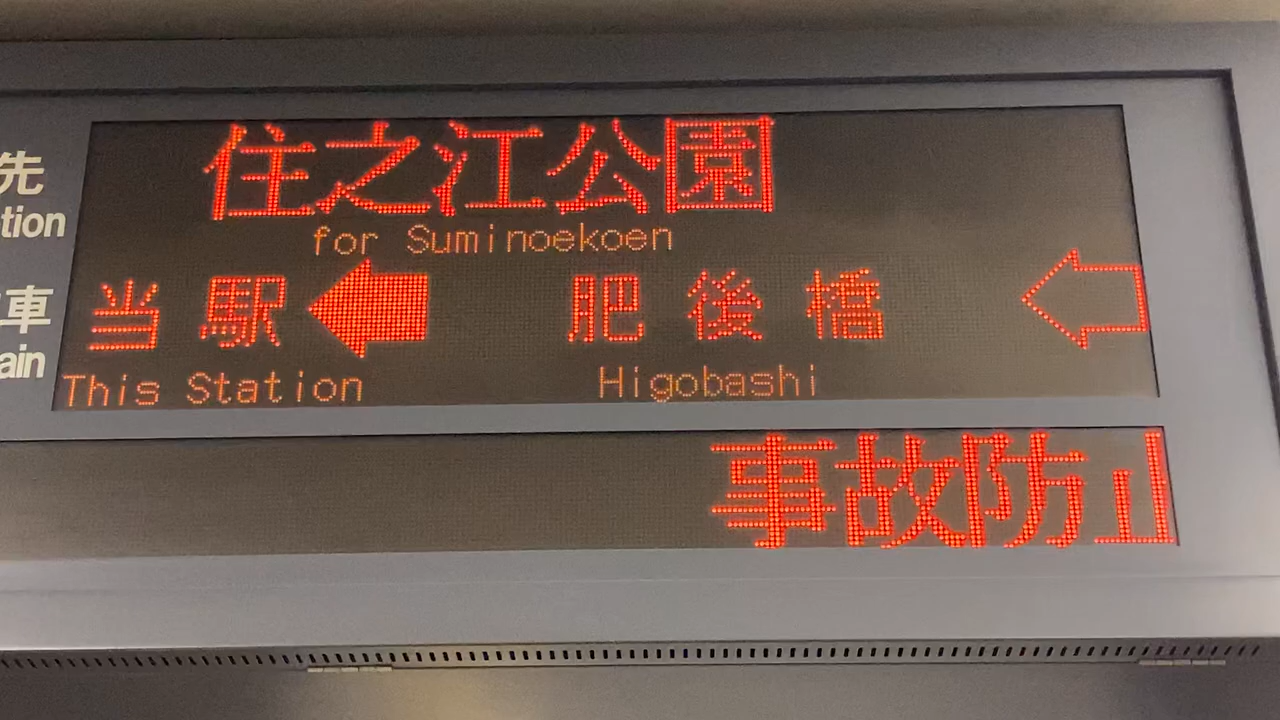 先
tion
住之江公園
for Suminoekoen
車
ain
当駅 ← 肥後橋 ←
This Station Higobashi
事故防止